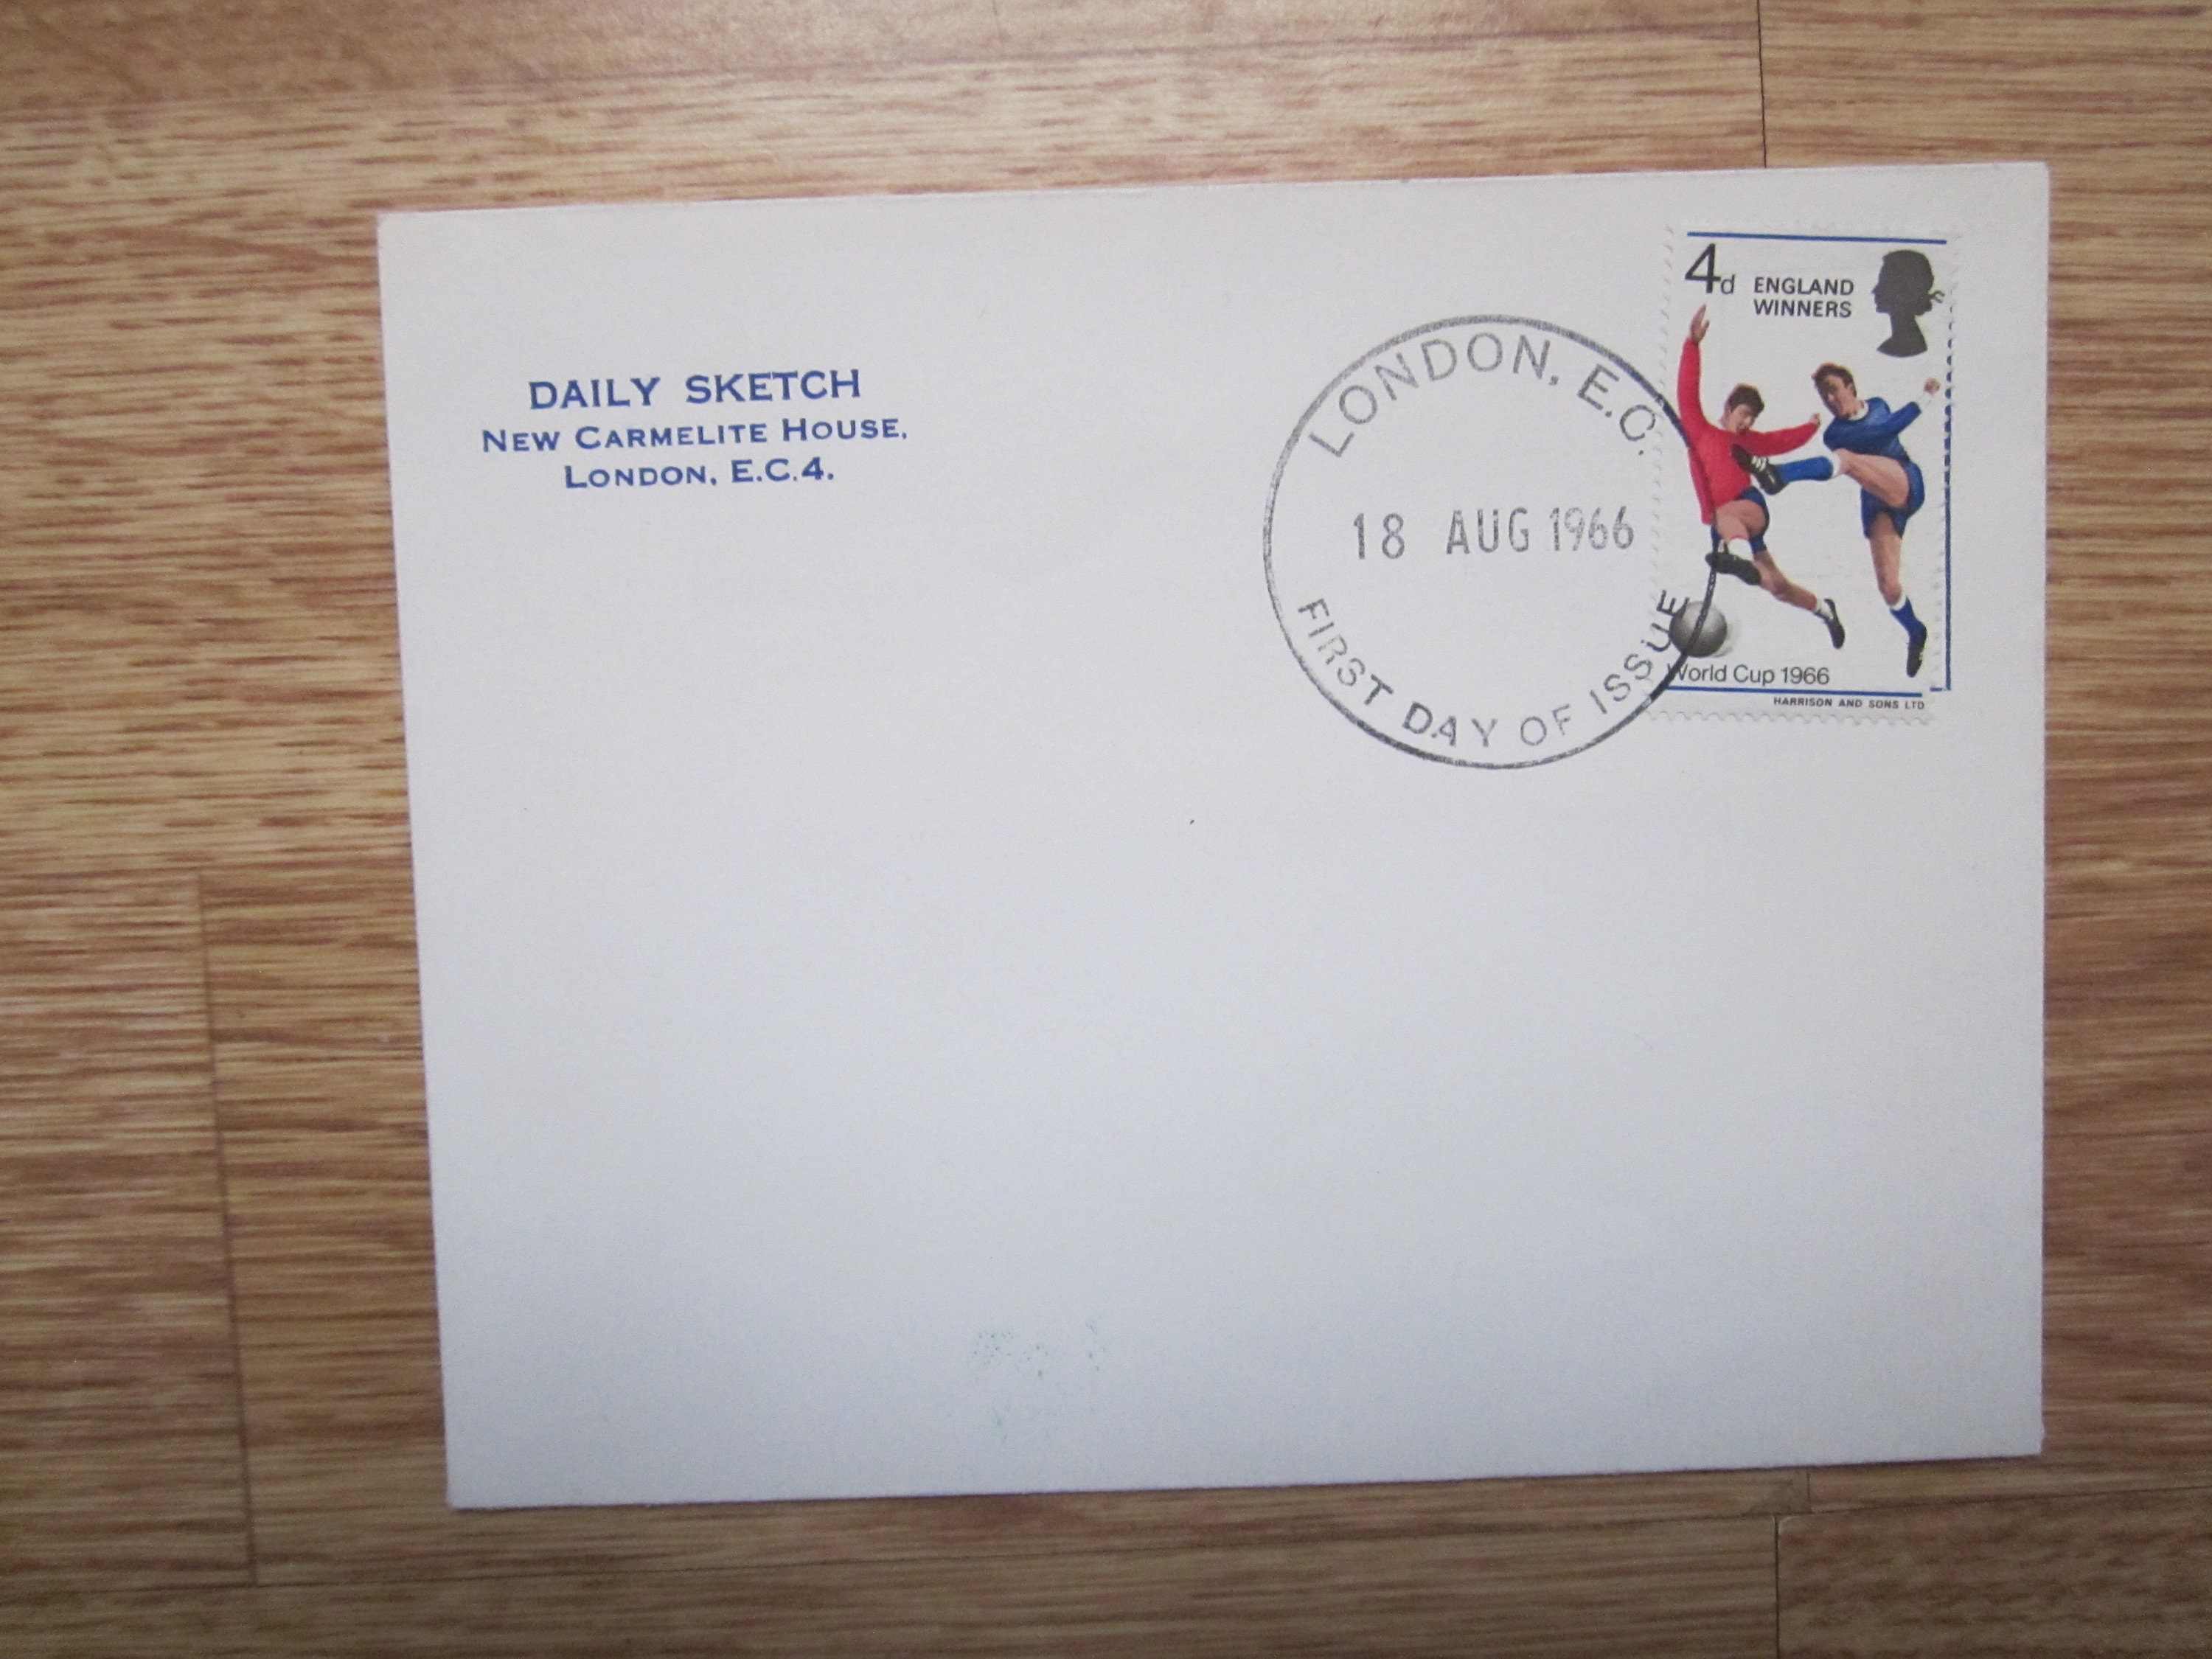 DAILY SKETCH
NEW CARMELITE HOUSE,
LONDON, E.C.4.
LONDON, E.C.
18 AUG 1966
FIRST DAY OF ISSUE
4d ENGLAND
WINNERS
World Cup 1966
HARRISON AND SONS LTD